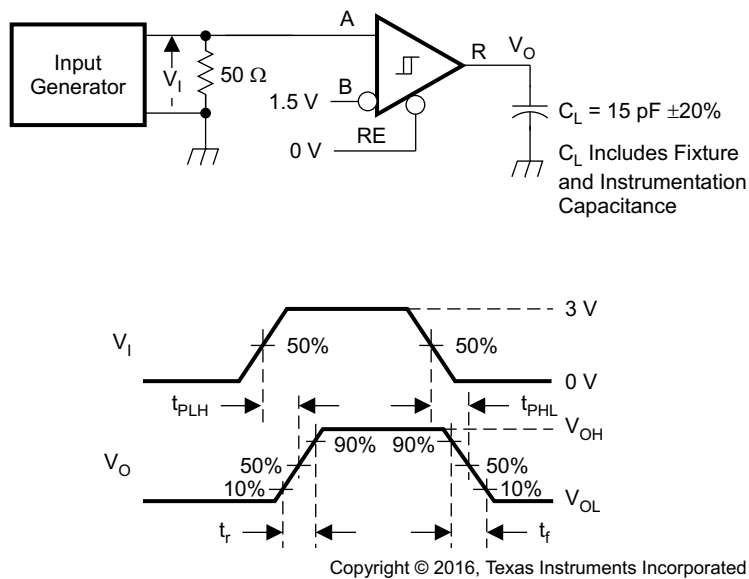 Input
Generator
V_I
50 Ω
A
B
1.5 V
RE
0 V
R
V_O
C_L = 15 pF ±20%
C_L Includes Fixture
and Instrumentation
Capacitance
3 V
V_I
50%
50%
0 V
t_PLH
t_PHL
V_OH
90%
90%
V_O
50%
50%
10%
10%
V_OL
t_r
t_f
Copyright © 2016, Texas Instruments Incorporated